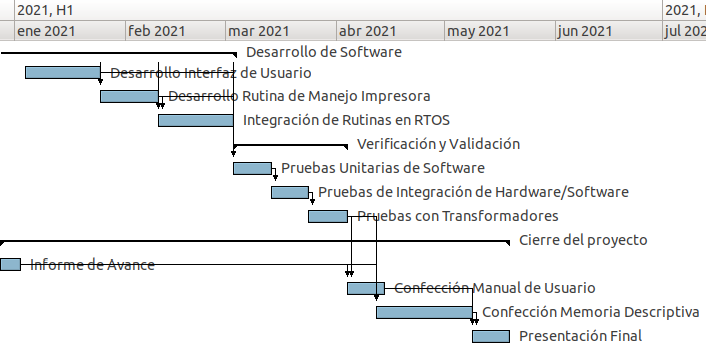 2021, H1
2021, 
ene 2021 feb 2021 mar 2021 abr 2021 may 2021 jun 2021 jul
Desarrollo de Software
Desarrollo Interfaz de Usuario
Desarrollo Rutina de Manejo Impresora
Integración de Rutinas en RTOS
Verificación y Validación
Pruebas Unitarias de Software
Pruebas de Integración de Hardware/Software
Pruebas con Transformadores
Cierre del proyecto
Informe de Avance
Confección Manual de Usuario
Confección Memoria Descriptiva
Presentación Final